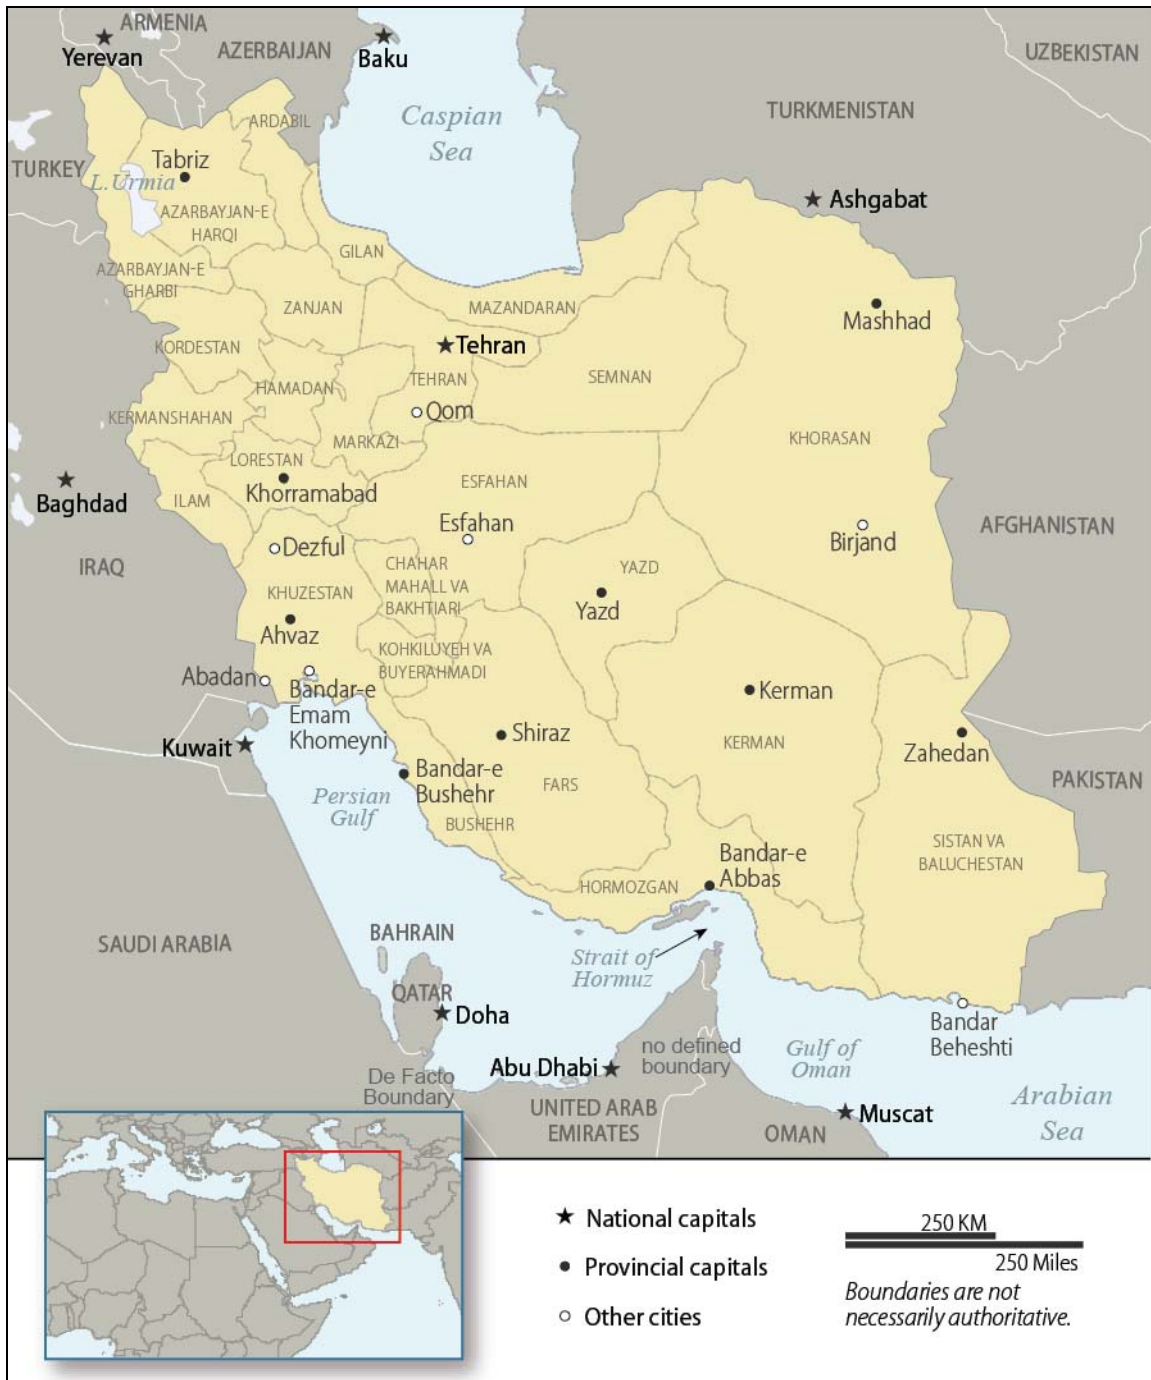 ARMENIA
Yerevan
AZERBAIJAN
Baku
UZBEKISTAN
Caspian
Sea
TURKMENISTAN
ARDABIL
TURKEY
Tabriz
L.Urmia
Ashgabat
AZARBAYJAN-E
HARQI
GILAN
AZARBAYJAN-E
GHARBI
ZANJAN
MAZANDARAN
Mashhad
KORDESTAN
Tehran
HAMADAN
TEHRAN
SEMNAN
KERMANSHAHAN
Qom
MARKAZI
KHORASAN
LORESTAN
Baghdad
ILAM
Khorramabad
ESFAHAN
Esfahan
AFGHANISTAN
Birjand
IRAQ
Dezful
CHAHAR
MAHALL VA
BAKHTIARI
YAZD
KHUZESTAN
Yazd
Ahvaz
KOHKILUYEH VA
BUYERAHMADI
Abadan
Bandar-e
Emam
Khomeyni
Kerman
Kuwait
Shiraz
KERMAN
Zahedan
Bandar-e
Bushehr
FARS
PAKISTAN
Persian
Gulf
BUSHEHR
SISTAN VA
BALUCHESTAN
Bandar-e
Abbas
HORMOZGAN
SAUDI ARABIA
BAHRAIN
Strait of
Hormuz
QATAR
Doha
Bandar
Beheshti
no defined
boundary
Gulf of
Oman
Abu Dhabi
De Facto
Boundary
Arabian
Sea
UNITED ARAB
EMIRATES
OMAN
Muscat
National capitals
Provincial capitals
Other cities
250 KM
250 Miles
Boundaries are not
necessarily authoritative.